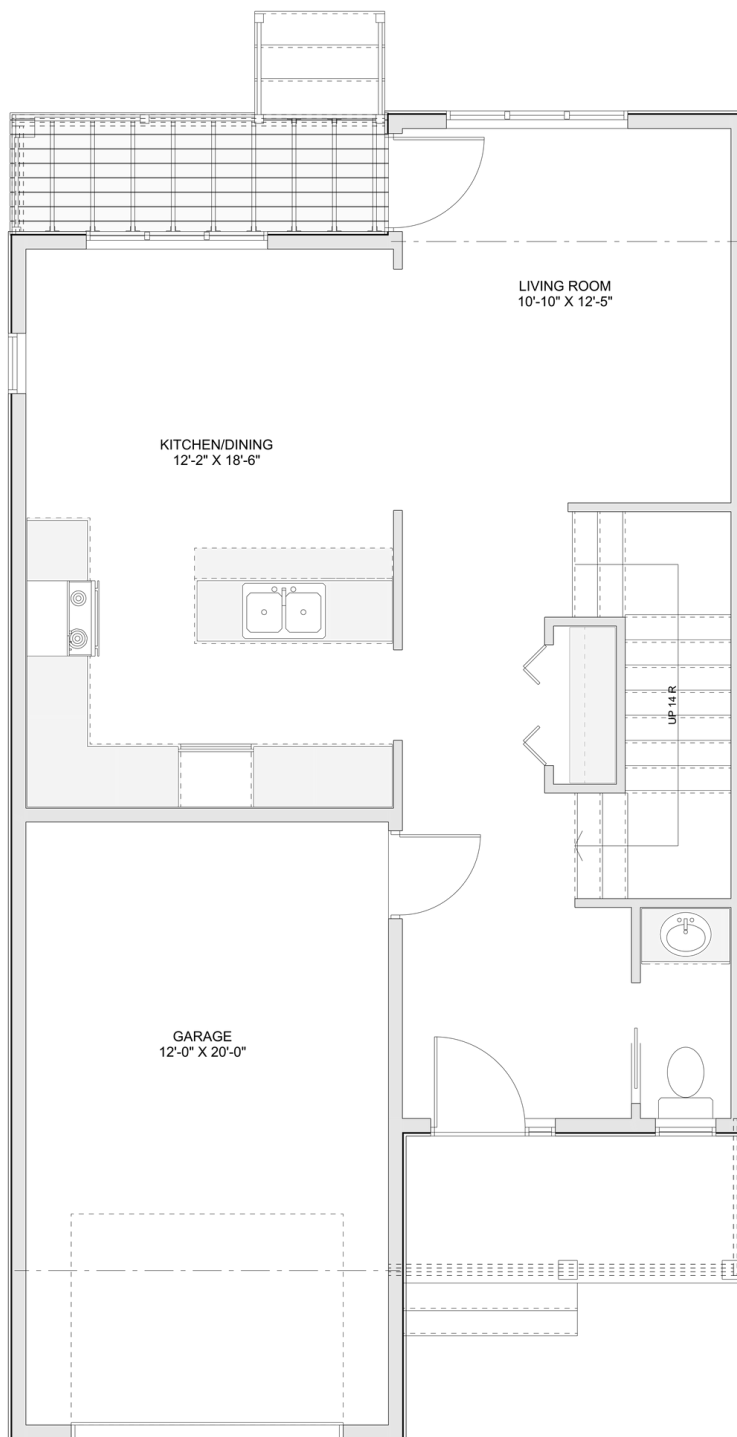 LIVING ROOM
10'-10" X 12'-5"
KITCHEN/DINING
12'-2" X 18'-6"
UP 14 R
GARAGE
12'-0" X 20'-0"